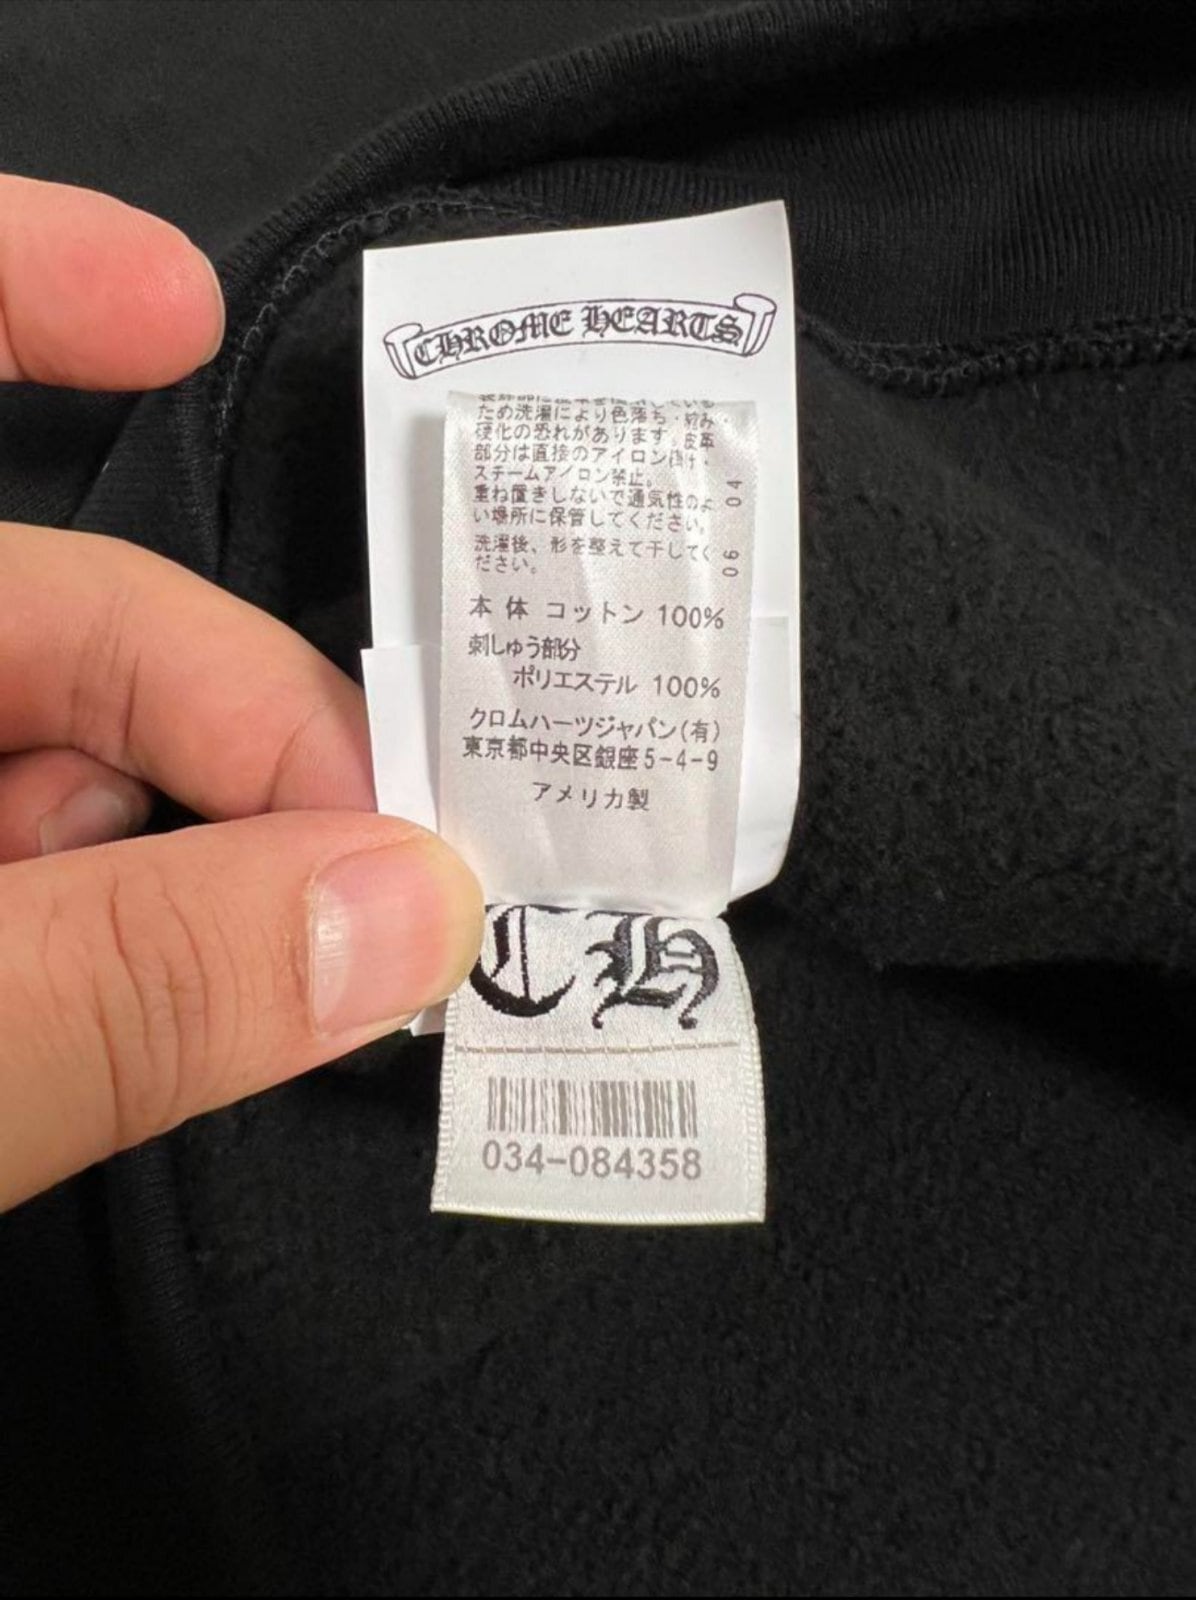 CHROME HEARTS
ため洗濯により色落ち・縮み・
硬化の恐れがあります。皮革
部分は直接のアイロン掛け・
スチームアイロン禁止。
重ね置きしないで通気性のよ
い場所に保管してください。
洗濯後、形を整えて干してく
ださい。
04
06
本体 コットン 100%
刺しゅう部分
ポリエステル 100%
クロムハーツジャパン(有)
東京都中央区銀座5-4-9
アメリカ製
CH
034-084358